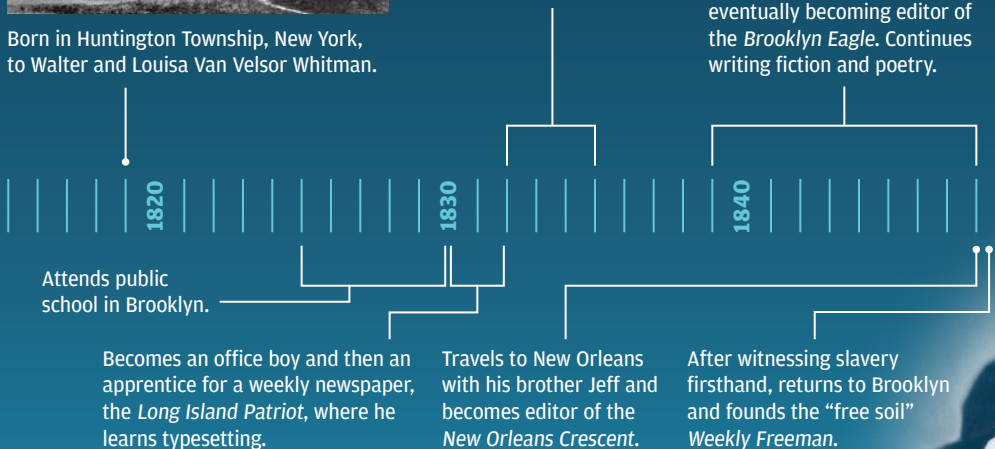 eventually becoming editor of
the Brooklyn Eagle. Continues
writing fiction and poetry.
Born in Huntington Township, New York,
to Walter and Louisa Van Velsor Whitman.
1820
1830
1840
Attends public
school in Brooklyn.
Becomes an office boy and then an
apprentice for a weekly newspaper,
the Long Island Patriot, where he
learns typesetting.
Travels to New Orleans
with his brother Jeff and
becomes editor of the
New Orleans Crescent.
After witnessing slavery
firsthand, returns to Brooklyn
and founds the “free soil”
Weekly Freeman.